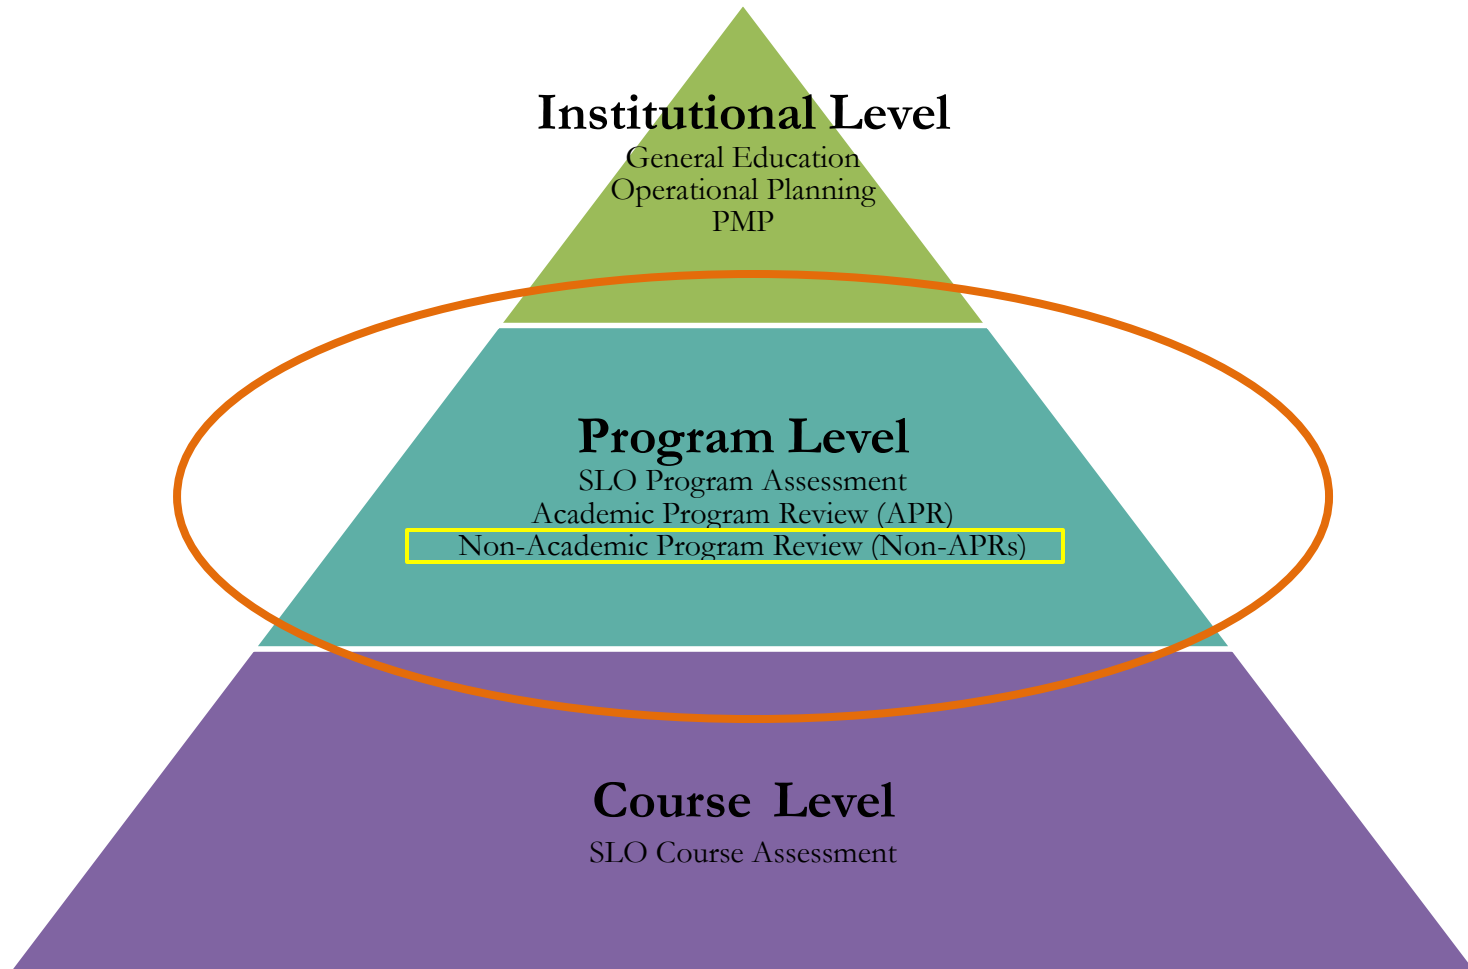 Institutional Level
General Education
Operational Planning
PMP
Program Level
SLO Program Assessment
Academic Program Review (APR)
Non-Academic Program Review (Non-APRs)
Course Level
SLO Course Assessment